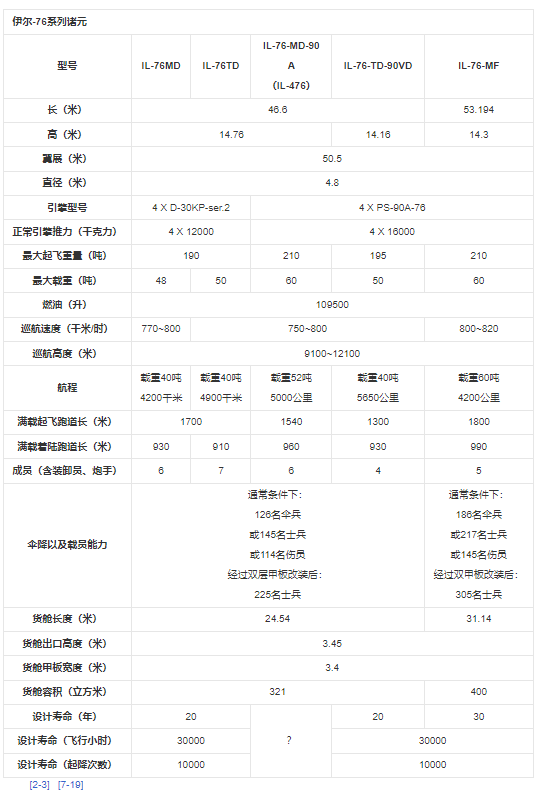 伊尔-76系列诸元
型号 IL-76MD IL-76TD IL-76-MD-90A（IL-476） IL-76-TD-90VD IL-76-MF
长（米） 46.6 53.194
高（米） 14.76 14.16 14.3
翼展（米） 50.5
直径（米） 4.8
引擎型号 4 X D-30KP-ser.2 4 X PS-90A-76
正常引擎推力（千克力） 4 X 12000 4 X 16000
最大起飞重量（吨） 190 210 195 210
最大载重（吨） 48 50 60 50 60
燃油（升） 109500
巡航速度（千米/时） 770~800 750~800 800~820
巡航高度（米） 9100~12100
航程 载重40吨 载重40吨 载重52吨 载重40吨 载重60吨
4200千米 4900千米 5000公里 5650公里 4200公里
满载起飞跑道长（米） 1700 1540 1300 1800
满载着陆跑道长（米） 930 910 960 930 990
成员（含装卸员、炮手） 6 7 6 4 5
伞降以及载员能力
通常条件下：
126名伞兵
或145名士兵
或114名伤员
经过双层甲板改装后：
225名士兵
通常条件下：
186名伞兵
或217名士兵
或145名伤员
经过双甲板改装后：
305名士兵
货舱长度（米） 24.54 31.14
货舱出口高度（米） 3.45
货舱甲板宽度（米） 3.4
货舱容积（立方米） 321 400
设计寿命（年） 20 ? 20 30
设计寿命（飞行小时） 30000 30000
设计寿命（起降次数） 10000 10000
[2-3] [7-19]